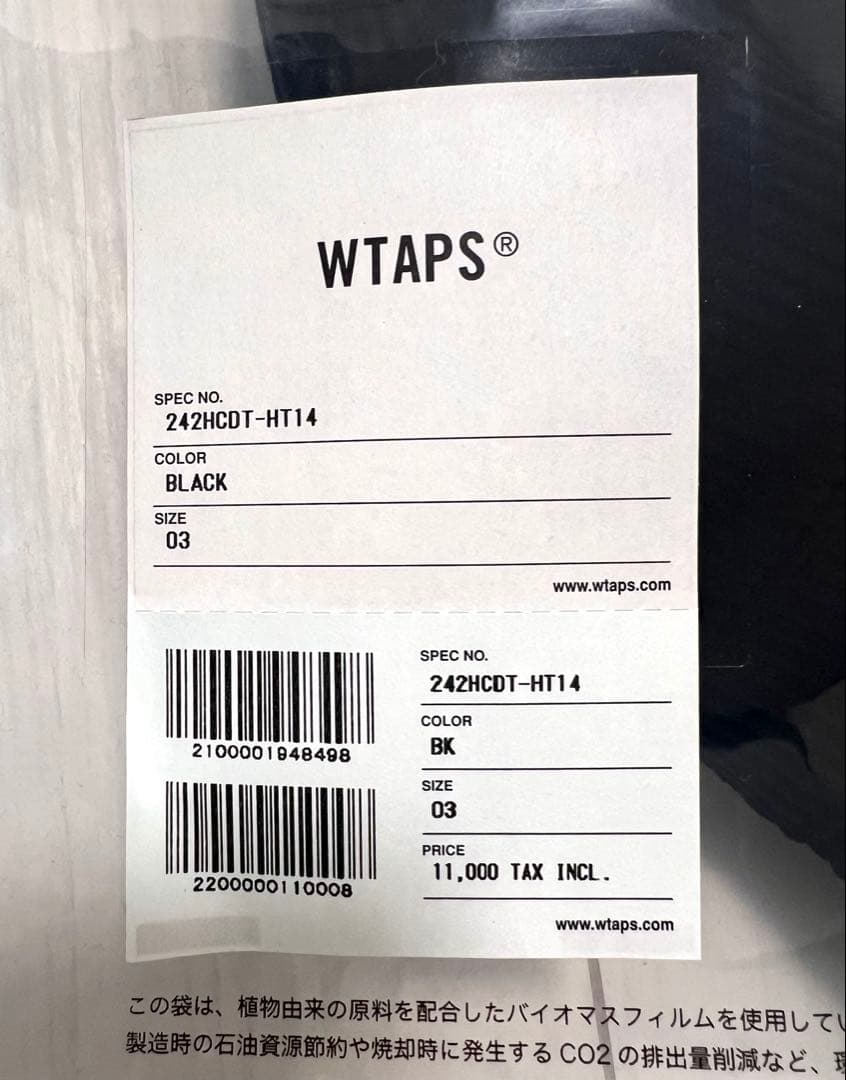 WTAPS®
SPEC NO.
242HCDT-HT14
COLOR
BLACK
SIZE
03
www.wtaps.com
2100001948498
2200000110008
SPEC NO.
242HCDT-HT14
COLOR
BK
SIZE
03
PRICE
11,000 TAX INCL.
www.wtaps.com
この袋は、植物由来の原料を配合したバイオマスフィルムを使用してい
製造時の石油資源節約や焼却時に発生するCO2の排出量削減など、環